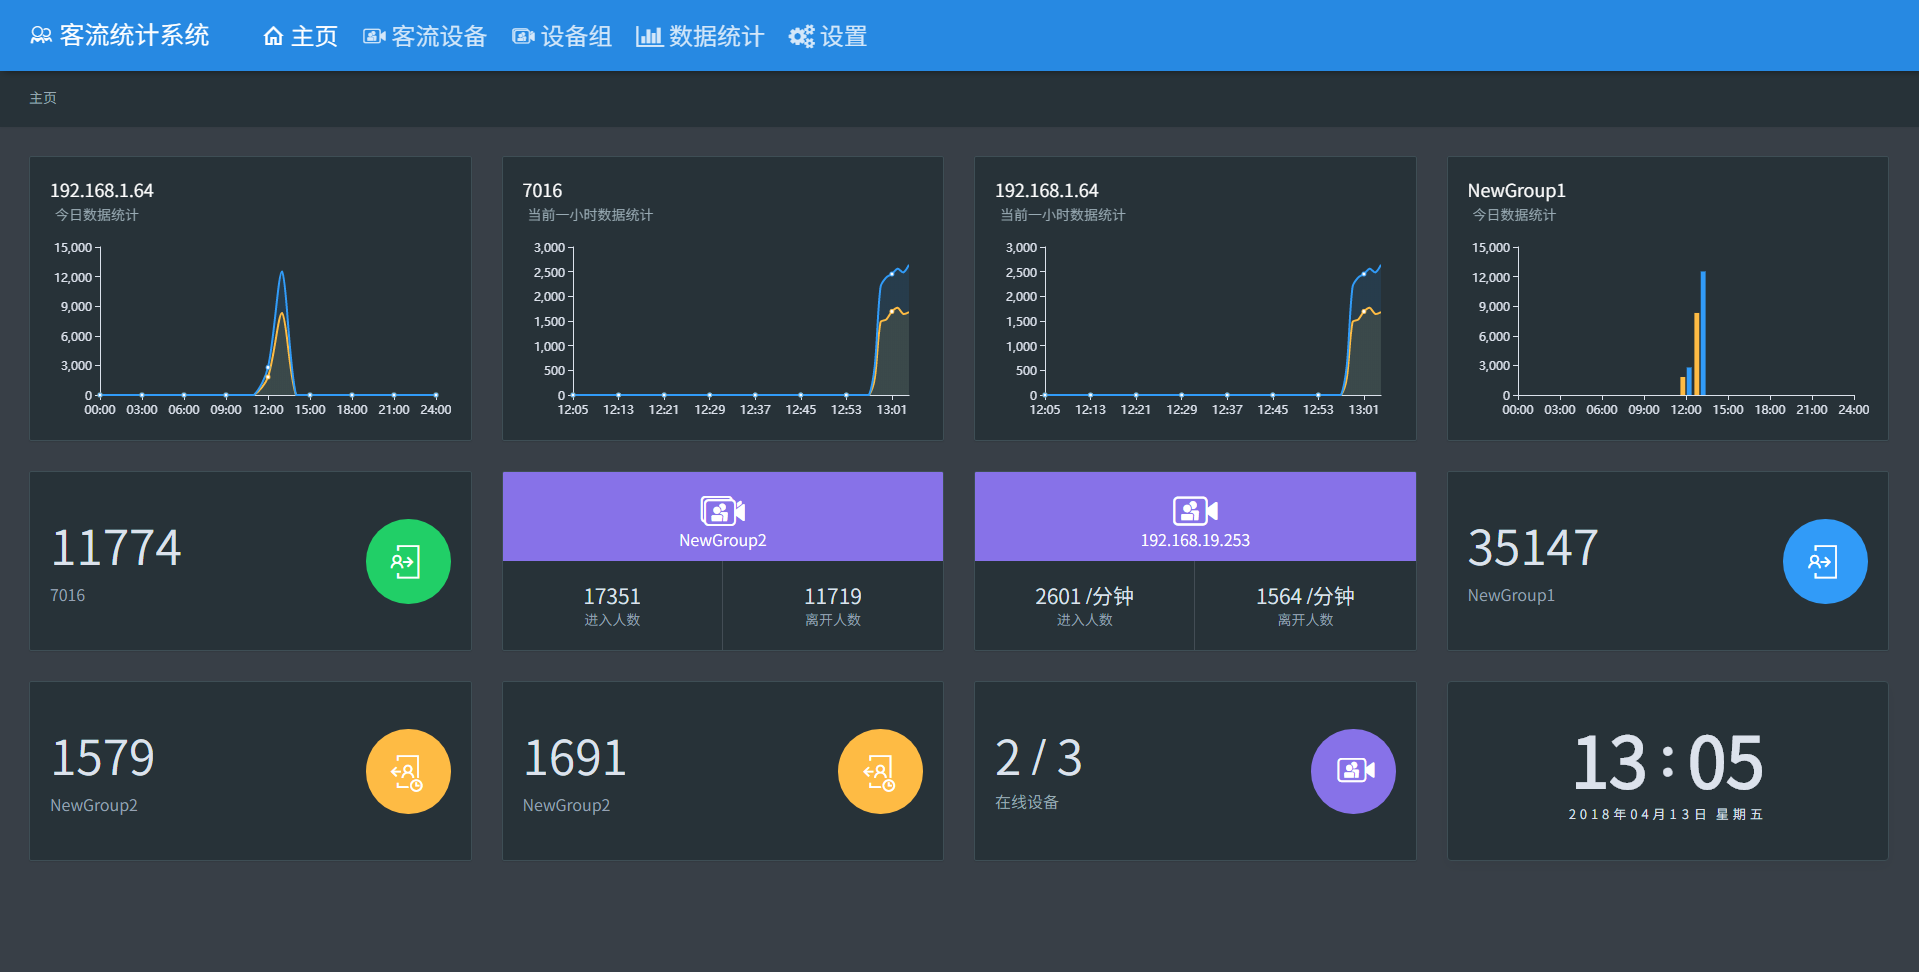 客流统计系统 主页 客流设备 设备组 数据统计 设置
主页
192.168.1.64
今日数据统计
15,000
12,000
9,000
6,000
3,000
0
00:00 03:00 06:00 09:00 12:00 15:00 18:00 21:00 24:00
7016
当前一小时数据统计
3,000
2,500
2,000
1,500
1,000
500
0
12:05 12:13 12:21 12:29 12:37 12:45 12:53 13:01
192.168.1.64
当前一小时数据统计
3,000
2,500
2,000
1,500
1,000
500
0
12:05 12:13 12:21 12:29 12:37 12:45 12:53 13:01
NewGroup1
今日数据统计
15,000
12,000
9,000
6,000
3,000
0
00:00 03:00 06:00 09:00 12:00 15:00 18:00 21:00 24:00
11774
7016
NewGroup2
17351 11719
进入人数 离开人数
192.168.19.253
2601 /分钟 1564 /分钟
进入人数 离开人数
35147
NewGroup1
1579
NewGroup2
1691
NewGroup2
2 / 3
在线设备
13:05
2018年04月13日 星期五